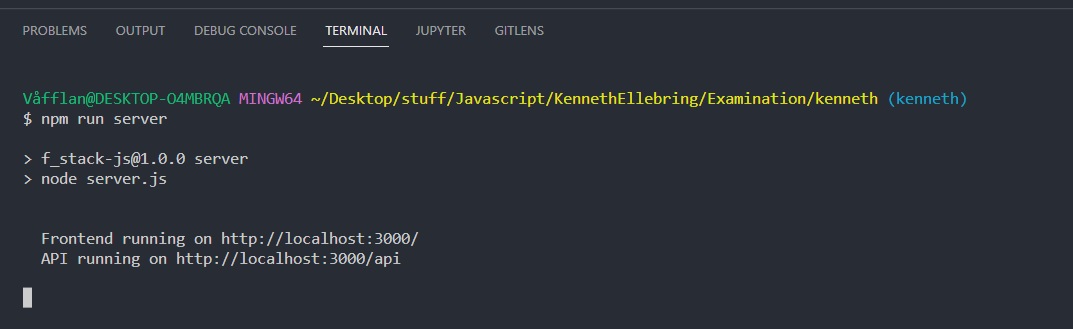 PROBLEMS OUTPUT DEBUG CONSOLE TERMINAL JUPYTER GITLENS
Våfflan@DESKTOP-O4MBRQA MINGW64 ~/Desktop/stuff/Javascript/KennethEllebring/Examination/kenneth (kenneth)
$ npm run server
> f_stack-js@1.0.0 server
> node server.js
Frontend running on http://localhost:3000/
API running on http://localhost:3000/api